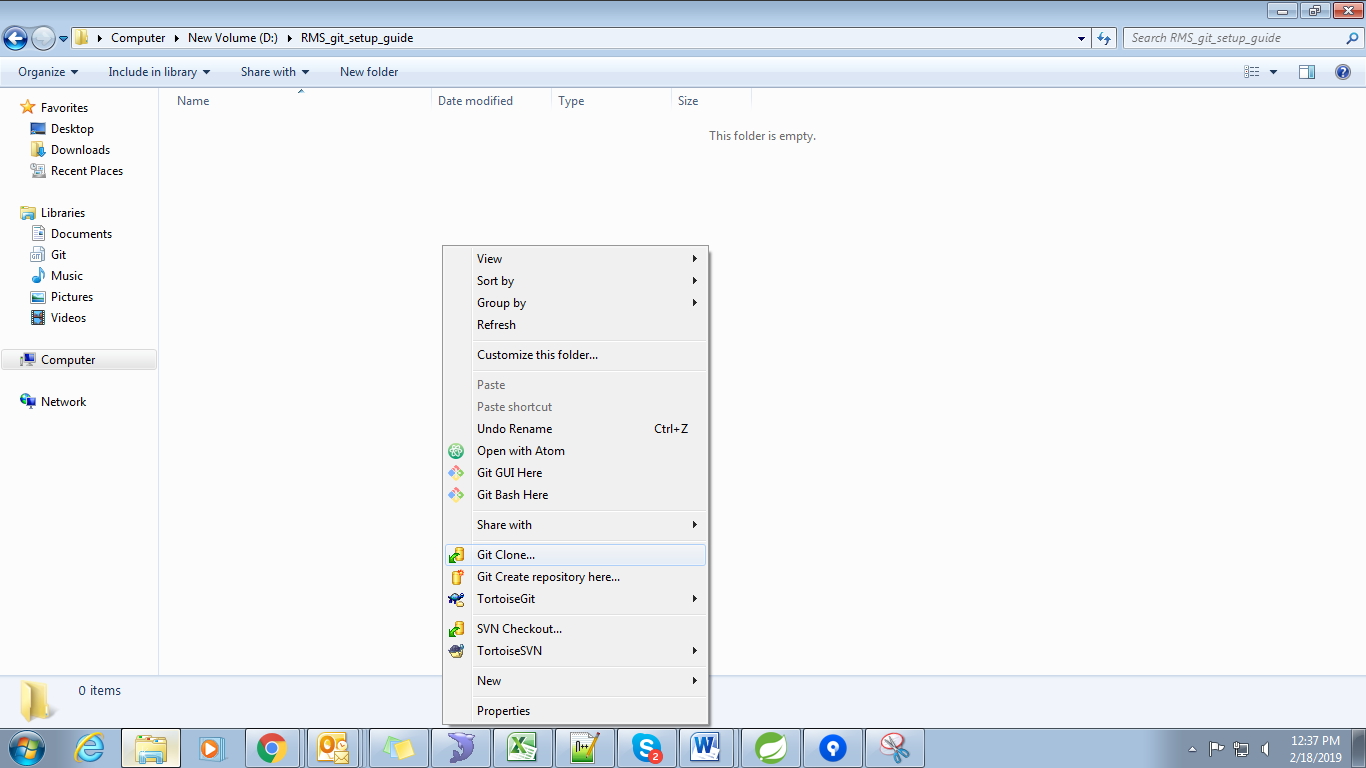 Computer New Volume (D:) RMS_git_setup_guide Search RMS_git_setup_guide
Organize Include in library Share with New folder
Name Date modified Type Size
This folder is empty.
Favorites
Desktop
Downloads
Recent Places
Libraries
Documents
Git
Music
Pictures
Videos
Computer
Network
View
Sort by
Group by
Refresh
Customize this folder...
Paste
Paste shortcut
Undo Rename Ctrl+Z
Open with Atom
Git GUI Here
Git Bash Here
Share with
Git Clone...
Git Create repository here...
TortoiseGit
SVN Checkout...
TortoiseSVN
New
Properties
0 items
2
12:37 PM
2/18/2019